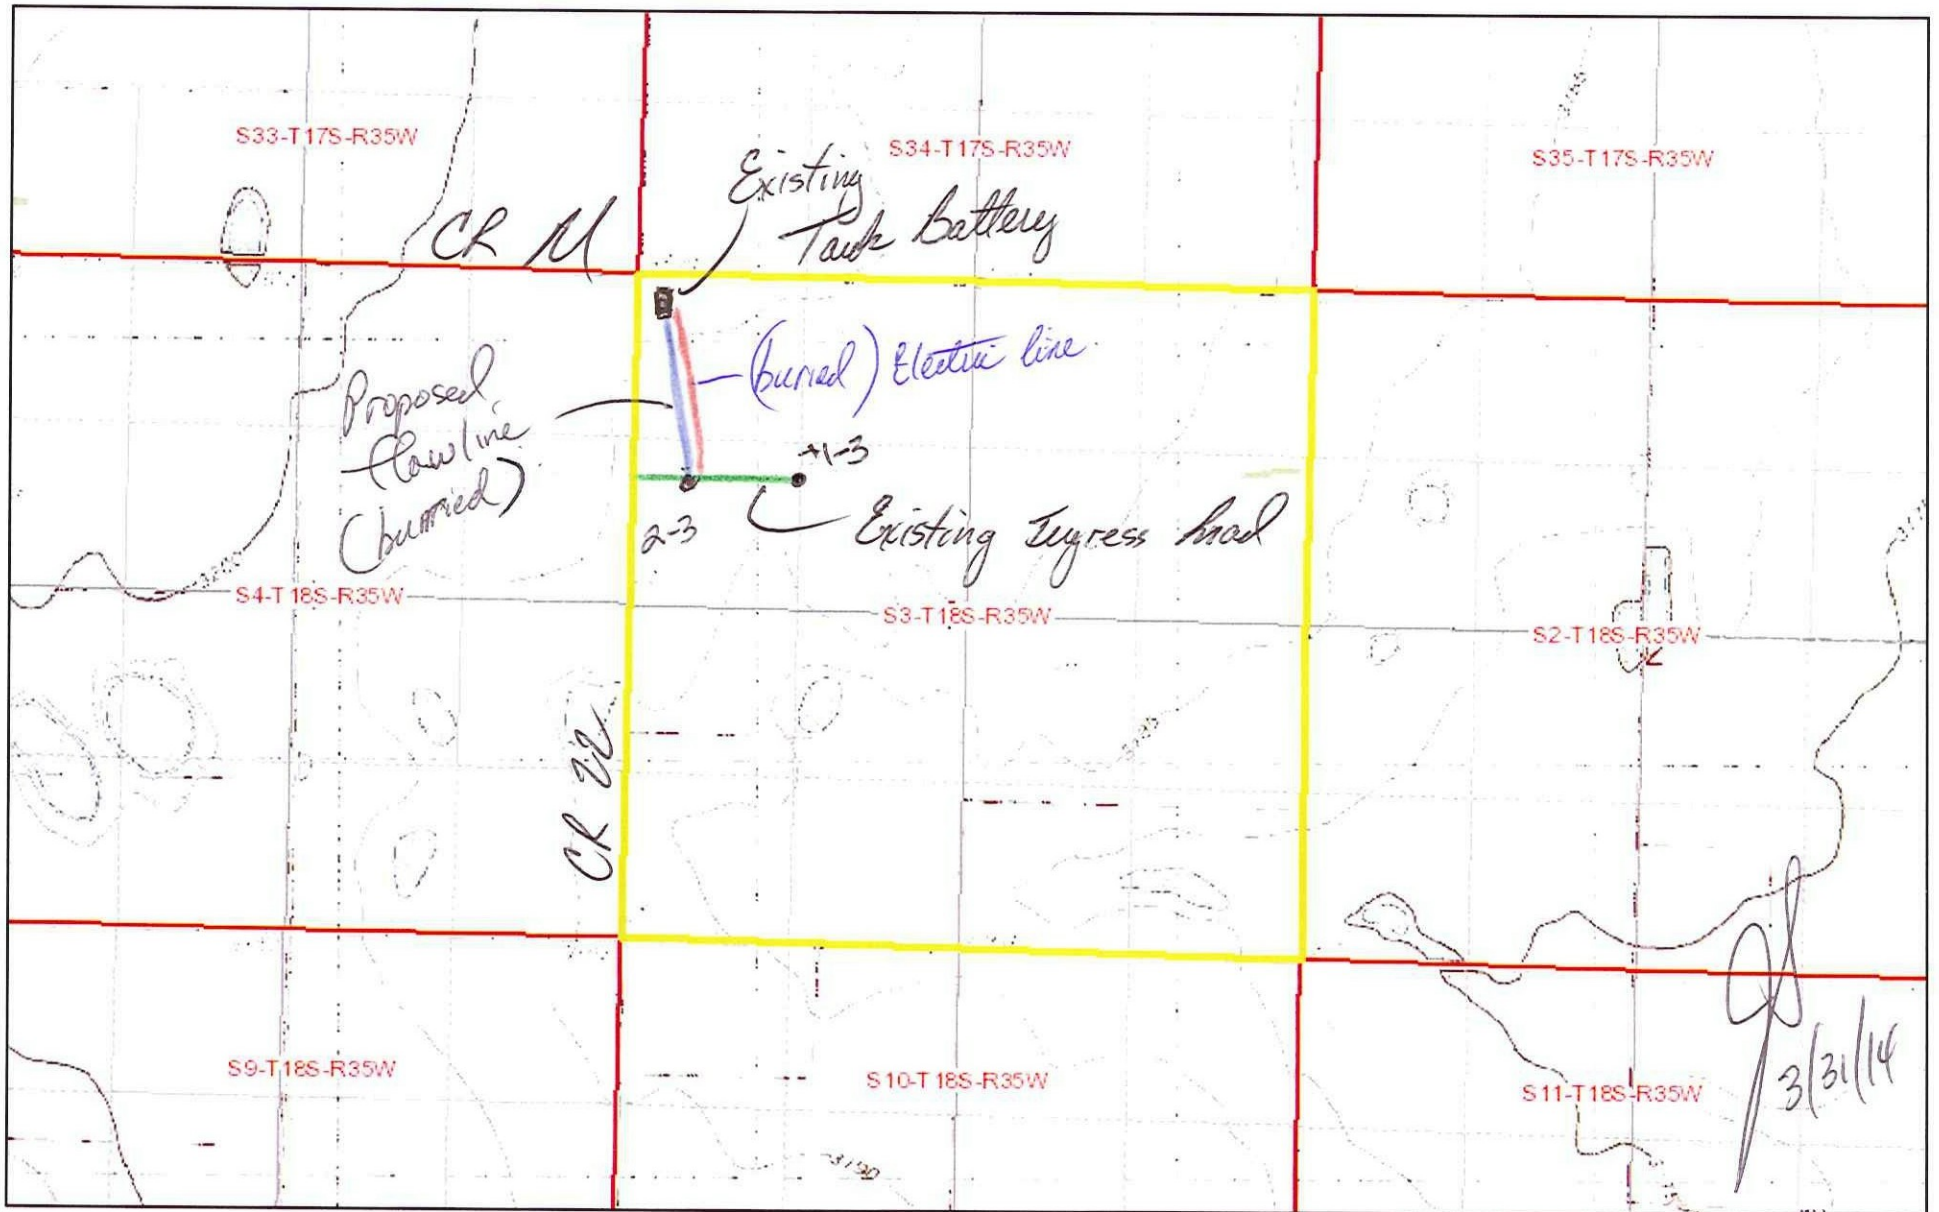 S33-T17S-R35W
S34-T17S-R35W
S35-T17S-R35W
CR M
Existing
Tank Battery
Proposed
flowline
(burried)
(buried) Electric line
#1-3
2-3
Existing Ingress Road
S4-T18S-R35W
S3-T18S-R35W
S2-T18S-R35W
CR 22
S9-T18S-R35W
S10-T18S-R35W
S11-T18S-R35W
3/31/14
3190